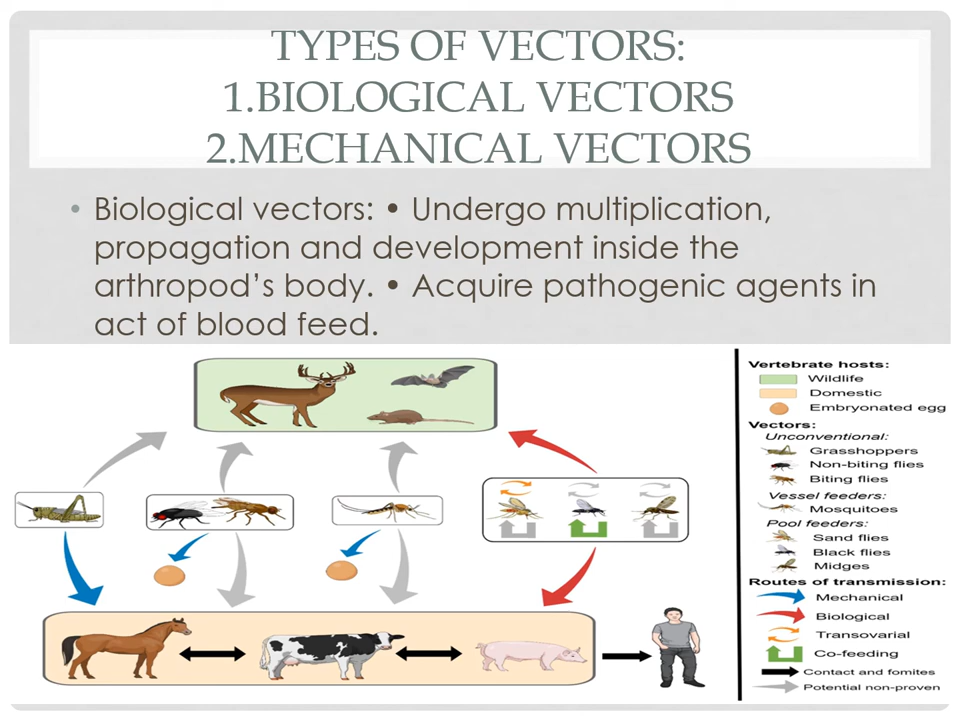 TYPES OF VECTORS:
1.BIOLOGICAL VECTORS
2.MECHANICAL VECTORS
• Biological vectors: • Undergo multiplication,
propagation and development inside the
arthropod’s body. • Acquire pathogenic agents in
act of blood feed.
Vertebrate hosts:
Wildlife
Domestic
Embryonated egg
Vectors:
Unconventional:
Grasshoppers
Non-biting flies
Biting flies
Vessel feeders:
Mosquitoes
Pool feeders:
Sand flies
Black flies
Midges
Routes of transmission:
Mechanical
Biological
Transovarial
Co-feeding
Contact and fomites
Potential non-proven